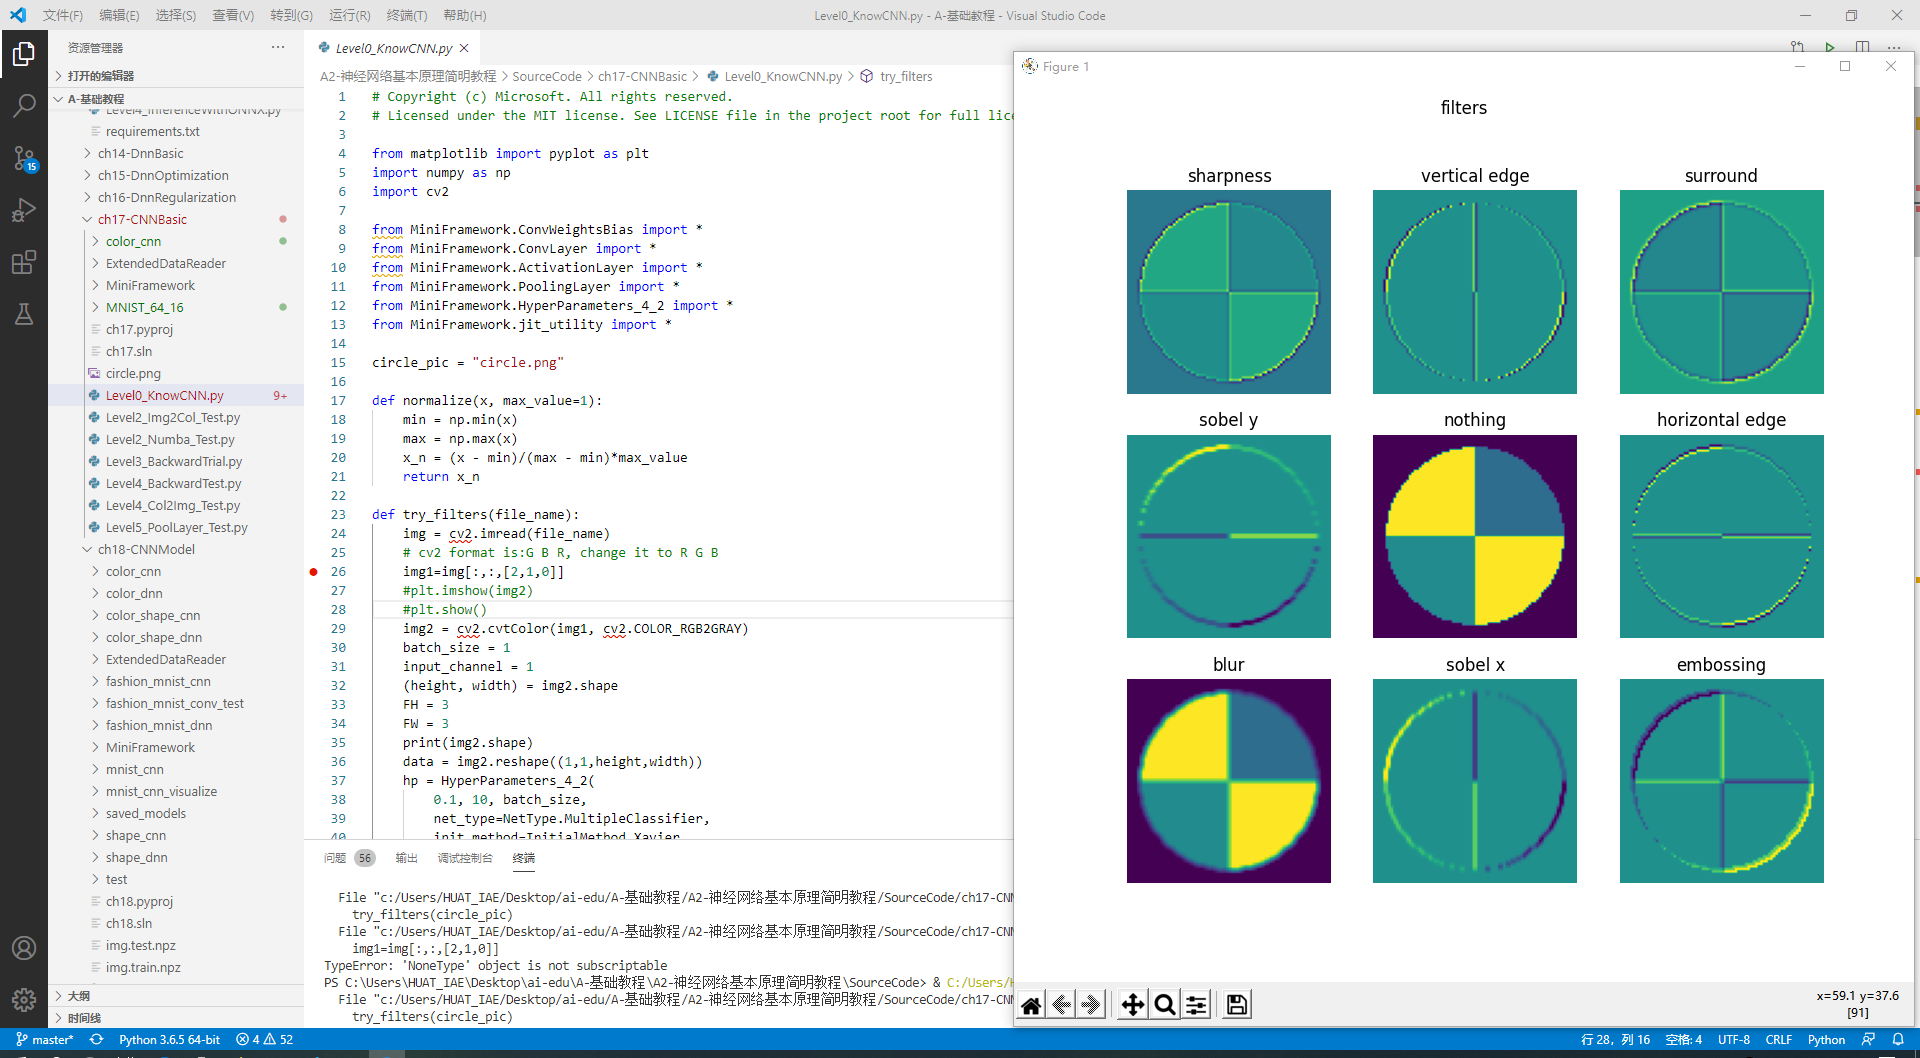 文件(F) 编辑(E) 选择(S) 查看(V) 转到(G) 运行(R) 终端(T) 帮助(H)
Level0_KnowCNN.py - A-基础教程 - Visual Studio Code
资源管理器 ···
打开的编辑器
A-基础教程
Level4_InferenceWithONNX.py
requirements.txt
ch14-DnnBasic
ch15-DnnOptimization
ch16-DnnRegularization
ch17-CNNBasic
color_cnn
ExtendedDataReader
MiniFramework
MNIST_64_16
ch17.pyproj
ch17.sln
circle.png
Level0_KnowCNN.py 9+
Level2_Img2Col_Test.py
Level2_Numba_Test.py
Level3_BackwardTrial.py
Level4_BackwardTest.py
Level4_Col2Img_Test.py
Level5_PoolLayer_Test.py
ch18-CNNModel
color_cnn
color_dnn
color_shape_cnn
color_shape_dnn
ExtendedDataReader
fashion_mnist_cnn
fashion_mnist_conv_test
fashion_mnist_dnn
MiniFramework
mnist_cnn
mnist_cnn_visualize
saved_models
shape_cnn
shape_dnn
test
ch18.pyproj
ch18.sln
img.test.npz
img.train.npz
大纲
时间线
15
Level0_KnowCNN.py
A2-神经网络基本原理简明教程 > SourceCode > ch17-CNNBasic > Level0_KnowCNN.py > try_filters
1 # Copyright (c) Microsoft. All rights reserved.
2 # Licensed under the MIT license. See LICENSE file in the project root for full lice
3
4 from matplotlib import pyplot as plt
5 import numpy as np
6 import cv2
7
8 from MiniFramework.ConvWeightsBias import *
9 from MiniFramework.ConvLayer import *
10 from MiniFramework.ActivationLayer import *
11 from MiniFramework.PoolingLayer import *
12 from MiniFramework.HyperParameters_4_2 import *
13 from MiniFramework.jit_utility import *
14
15 circle_pic = "circle.png"
16
17 def normalize(x, max_value=1):
18 min = np.min(x)
19 max = np.max(x)
20 x_n = (x - min)/(max - min)*max_value
21 return x_n
22
23 def try_filters(file_name):
24 img = cv2.imread(file_name)
25 # cv2 format is:G B R, change it to R G B
26 img1=img[:,:,[2,1,0]]
27 #plt.imshow(img2)
28 #plt.show()
29 img2 = cv2.cvtColor(img1, cv2.COLOR_RGB2GRAY)
30 batch_size = 1
31 input_channel = 1
32 (height, width) = img2.shape
33 FH = 3
34 FW = 3
35 print(img2.shape)
36 data = img2.reshape((1,1,height,width))
37 hp = HyperParameters_4_2(
38 0.1, 10, batch_size,
39 net_type=NetType.MultipleClassifier,
40 init_method=InitialMethod.Xavier,
问题 56 输出 调试控制台 终端
File "c:/Users/HUAT_IAE/Desktop/ai-edu/A-基础教程/A2-神经网络基本原理简明教程/SourceCode/ch17-CNN
try_filters(circle_pic)
File "c:/Users/HUAT_IAE/Desktop/ai-edu/A-基础教程/A2-神经网络基本原理简明教程/SourceCode/ch17-CNN
img1=img[:,:,[2,1,0]]
TypeError: 'NoneType' object is not subscriptable
PS C:\Users\HUAT_IAE\Desktop\ai-edu\A-基础教程\A2-神经网络基本原理简明教程\SourceCode> & C:/Users/H
File "c:/Users/HUAT_IAE/Desktop/ai-edu/A-基础教程/A2-神经网络基本原理简明教程/SourceCode/ch17-CNN
try_filters(circle_pic)
Figure 1
filters
sharpness vertical edge surround
sobel y nothing horizontal edge
blur sobel x embossing
x=59.1 y=37.6
[91]
master* Python 3.6.5 64-bit 4 52
行 28，列 16 空格: 4 UTF-8 CRLF Python